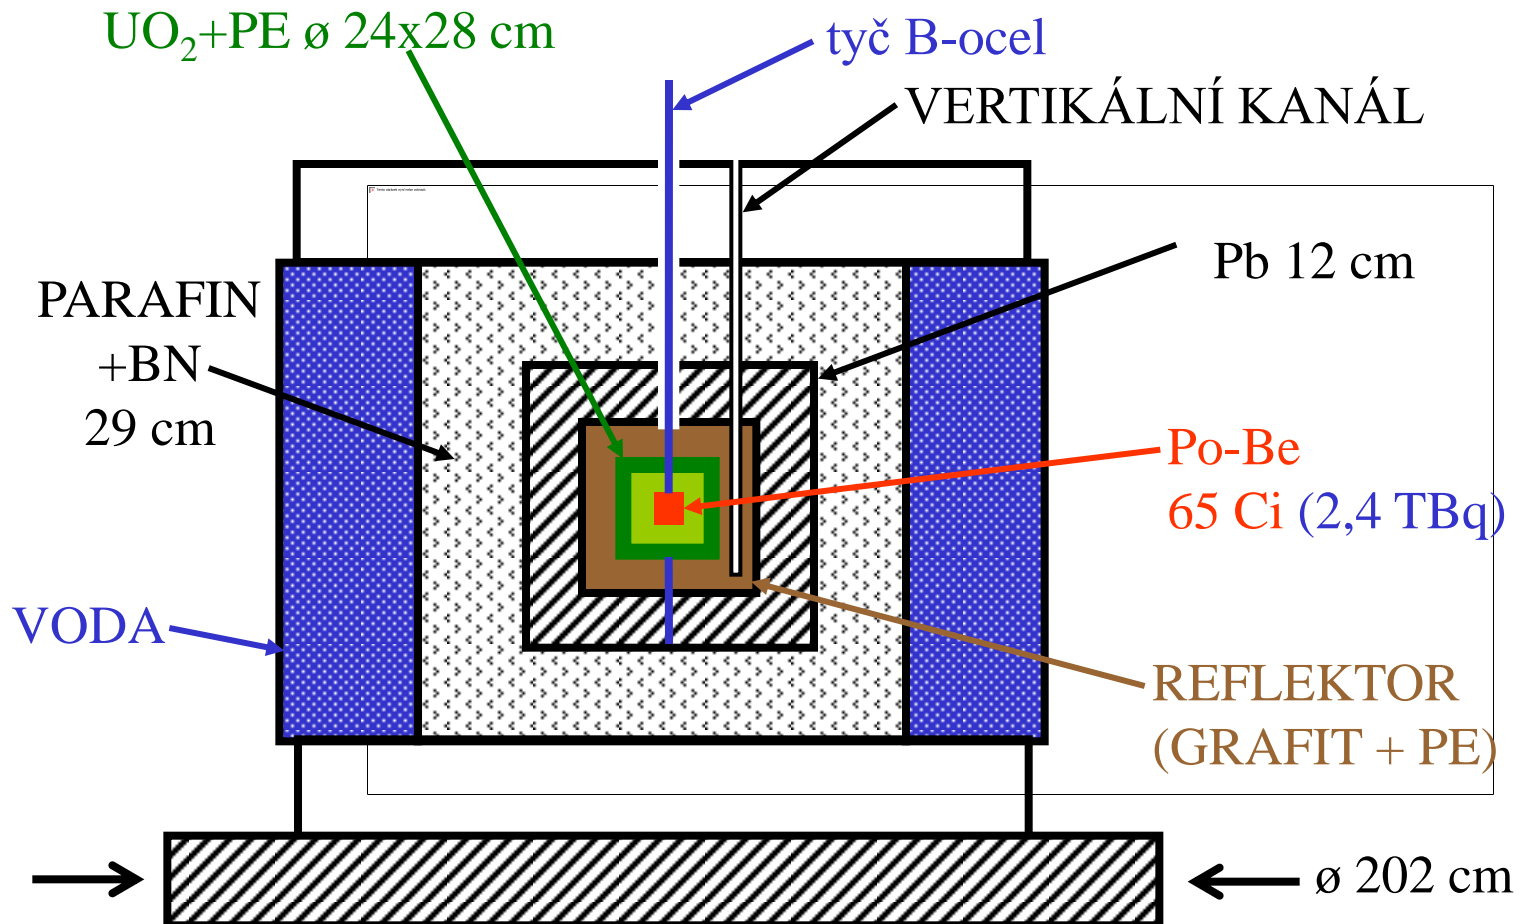 UO₂+PE ø 24x28 cm
tyč B-ocel
VERTIKÁLNÍ KANÁL
Pb 12 cm
PARAFIN
+BN
29 cm
Po-Be
65 Ci (2,4 TBq)
VODA
REFLEKTOR
(GRAFIT + PE)
ø 202 cm